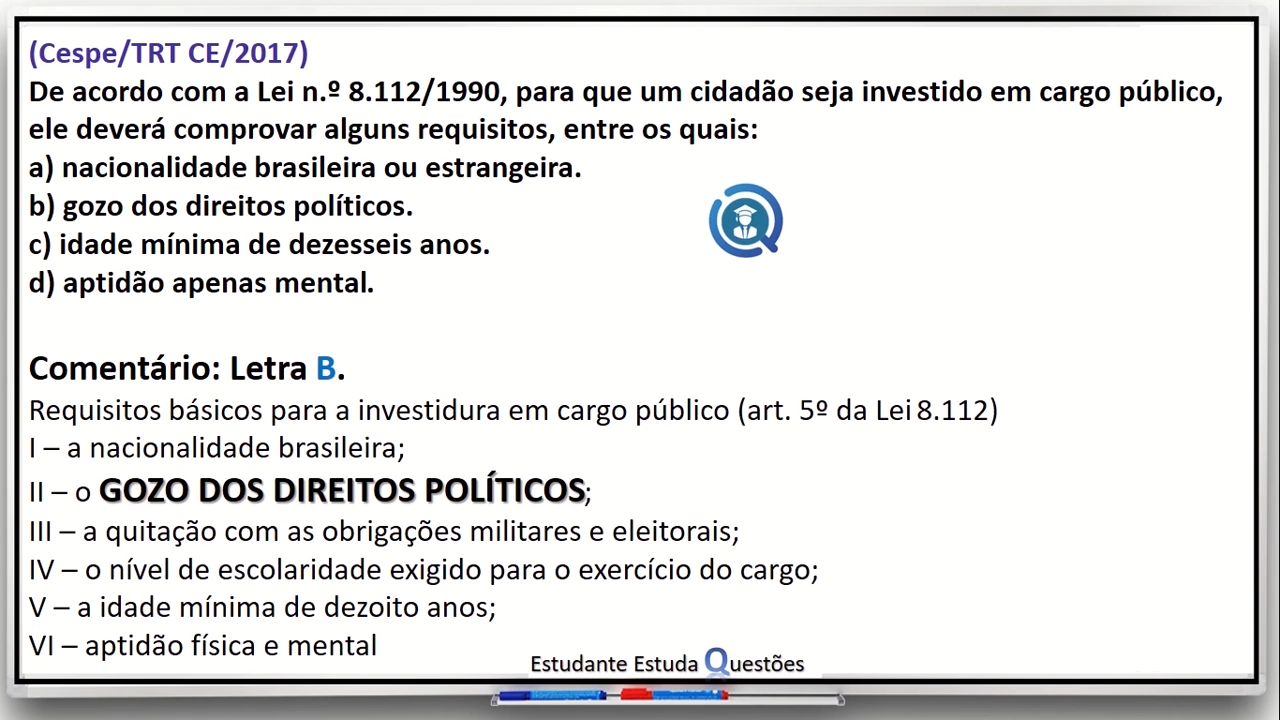 (Cespe/TRT CE/2017)
De acordo com a Lei n.º 8.112/1990, para que um cidadão seja investido em cargo público,
ele deverá comprovar alguns requisitos, entre os quais:
a) nacionalidade brasileira ou estrangeira.
b) gozo dos direitos políticos.
c) idade mínima de dezesseis anos.
d) aptidão apenas mental.
Comentário: Letra B.
Requisitos básicos para a investidura em cargo público (art. 5º da Lei 8.112)
I – a nacionalidade brasileira;
II – o GOZO DOS DIREITOS POLÍTICOS;
III – a quitação com as obrigações militares e eleitorais;
IV – o nível de escolaridade exigido para o exercício do cargo;
V – a idade mínima de dezoito anos;
VI – aptidão física e mental
Estudante Estuda Questões